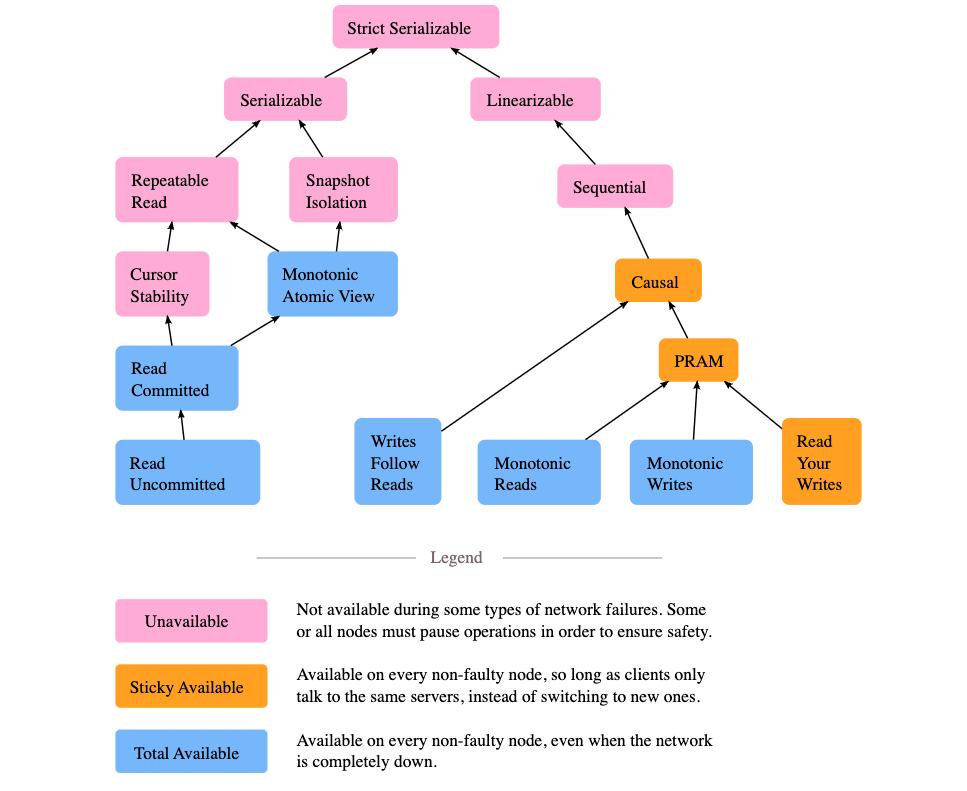 Strict Serializable
Serializable
Linearizable
Repeatable
Read
Snapshot
Isolation
Sequential
Cursor
Stability
Monotonic
Atomic View
Causal
Read
Committed
PRAM
Read
Uncommitted
Writes
Follow
Reads
Monotonic
Reads
Monotonic
Writes
Read
Your
Writes
Legend
Unavailable
Not available during some types of network failures. Some
or all nodes must pause operations in order to ensure safety.
Sticky Available
Available on every non-faulty node, so long as clients only
talk to the same servers, instead of switching to new ones.
Total Available
Available on every non-faulty node, even when the network
is completely down.